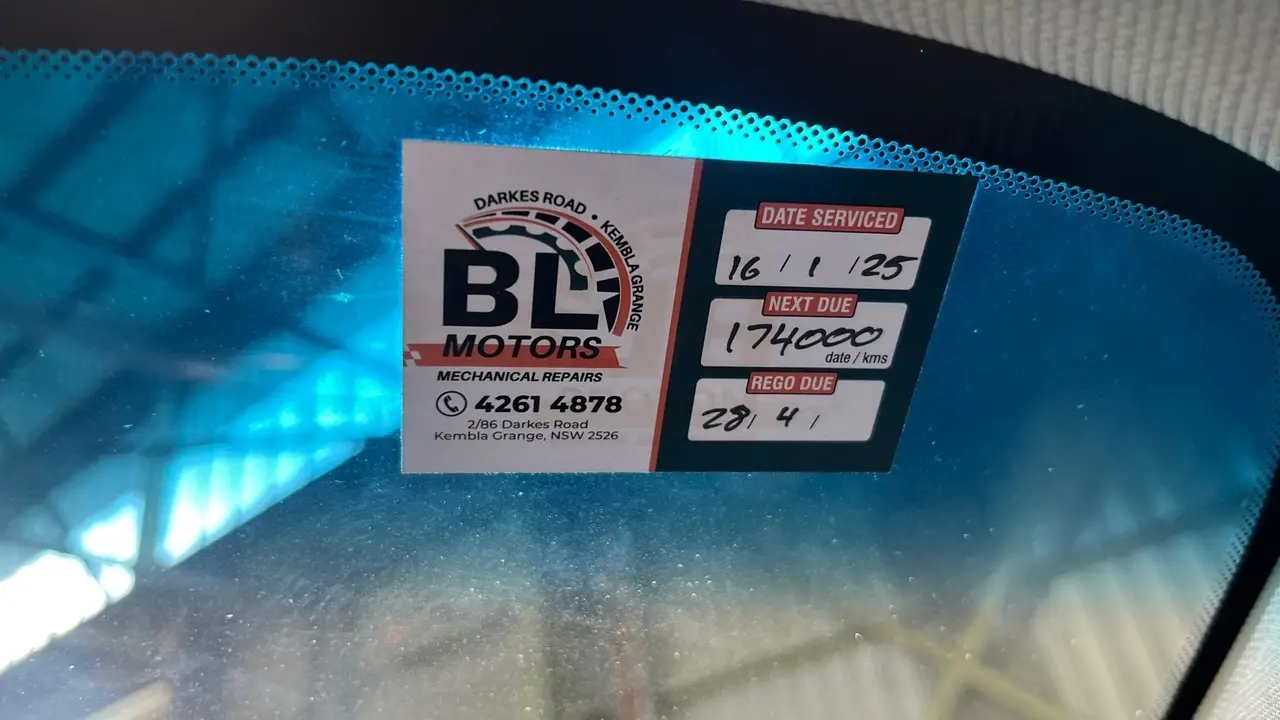 DARKES ROAD • KEMBLA GRANGE
BL
MOTORS
MECHANICAL REPAIRS
4261 4878
2/86 Darkes Road
Kembla Grange, NSW 2526
DATE SERVICED
16 / 1 / 25
NEXT DUE
174000
date / kms
REGO DUE
28/ 4 /